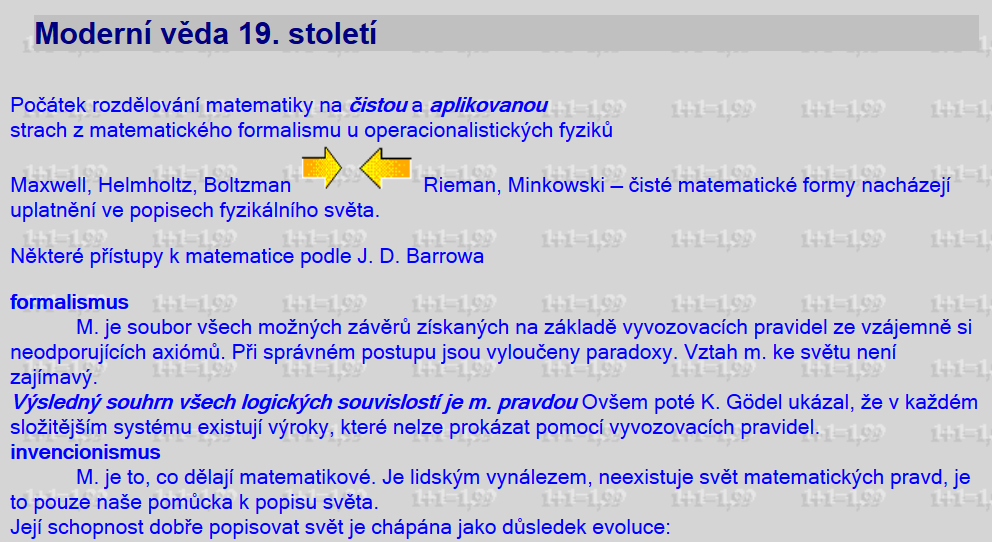 Moderní věda 19. století
Počátek rozdělování matematiky na čistou a aplikovanou
strach z matematického formalismu u operacionalistických fyziků
Maxwell, Helmholtz, Boltzman Rieman, Minkowski – čisté matematické formy nacházejí
uplatnění ve popisech fyzikálního světa.
Některé přístupy k matematice podle J. D. Barrowa
formalismus
M. je soubor všech možných závěrů získaných na základě vyvozovacích pravidel ze vzájemně si
neodporujících axiómů. Při správném postupu jsou vyloučeny paradoxy. Vztah m. ke světu není
zajímavý.
Výsledný souhrn všech logických souvislostí je m. pravdou Ovšem poté K. Gödel ukázal, že v každém
složitějším systému existují výroky, které nelze prokázat pomocí vyvozovacích pravidel.
invencionismus
M. je to, co dělají matematikové. Je lidským vynálezem, neexistuje svět matematických pravd, je
to pouze naše pomůcka k popisu světa.
Její schopnost dobře popisovat svět je chápána jako důsledek evoluce: